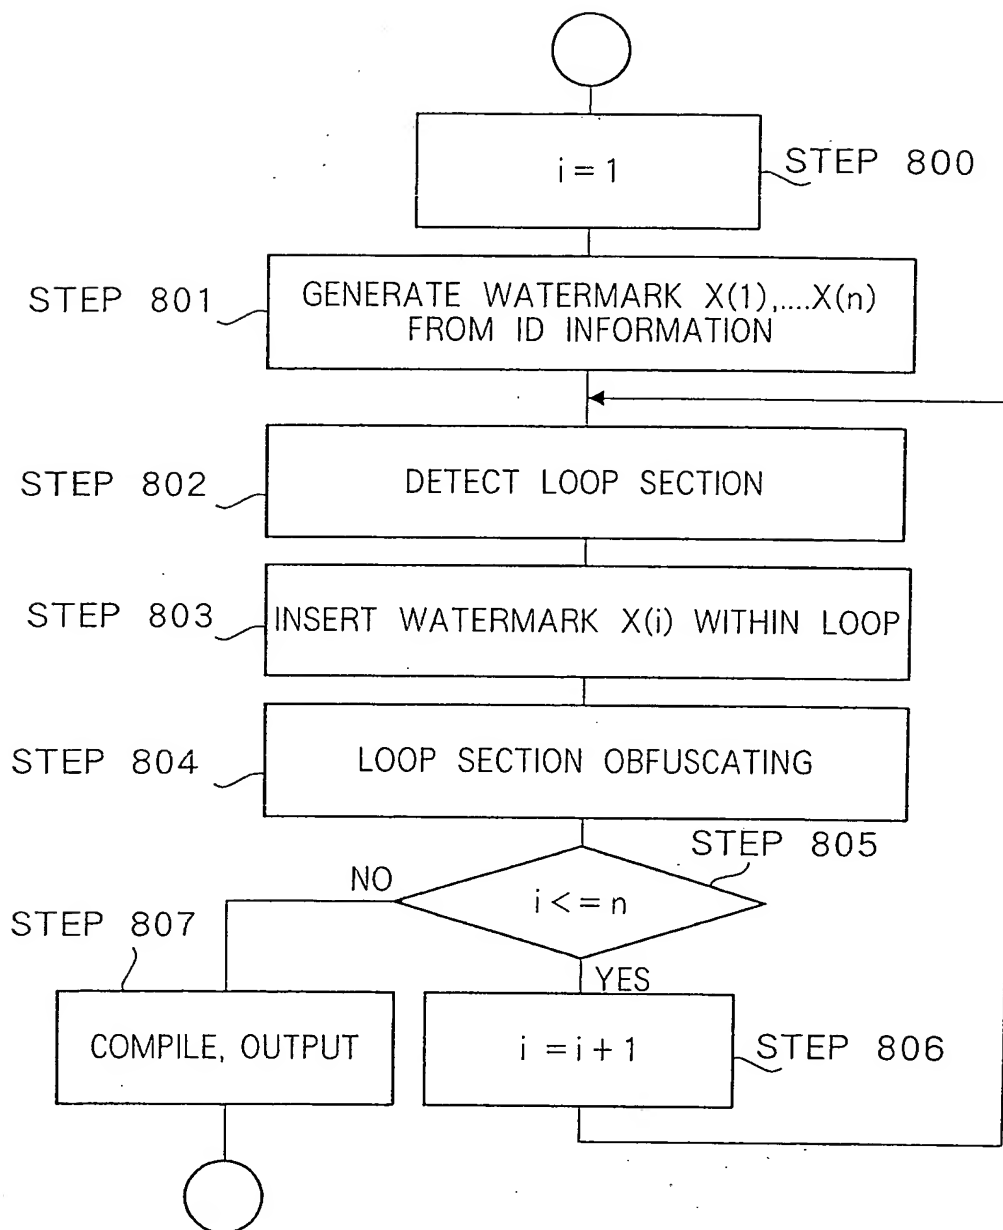 i = 1
STEP 800
STEP 801
GENERATE WATERMARK X(1),....X(n)
FROM ID INFORMATION
STEP 802
DETECT LOOP SECTION
STEP 803
INSERT WATERMARK X(i) WITHIN LOOP
STEP 804
LOOP SECTION OBFUSCATING
STEP 805
NO
i <= n
STEP 807
YES
COMPILE, OUTPUT
i = i + 1
STEP 806